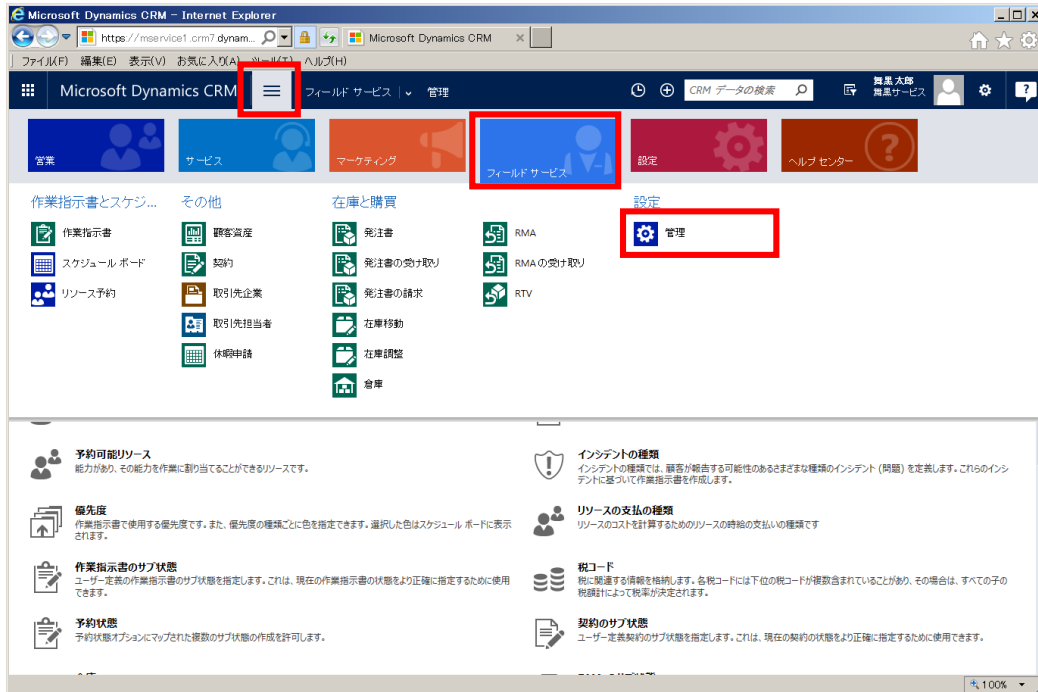 Microsoft Dynamics CRM - Internet Explorer
https://mservice1.crm7.dynam...
Microsoft Dynamics CRM
ファイル(F) 編集(E) 表示(V) お気に入り(A) ツール(T) ヘルプ(H)
Microsoft Dynamics CRM
フィールド サービス 管理
CRM データの検索
舞黒 太郎
舞黒サービス
営業
サービス
マーケティング
フィールド サービス
設定
ヘルプ センター
作業指示書とスケジ...
その他
在庫と購買
設定
作業指示書
顧客資産
発注書
RMA
管理
スケジュール ボード
契約
発注書の受け取り
RMA の受け取り
リソース予約
取引先企業
発注書の請求
RTV
取引先担当者
在庫移動
休暇申請
在庫調整
倉庫
予約可能リソース
能力があり、その能力を作業に割り当てることができるリソースです。
インシデントの種類
インシデントの種類では、顧客が報告する可能性のあるさまざまな種類のインシデント (問題) を定義します。これらのインシ
デントに基づいて作業指示書を作成します。
優先度
作業指示書で使用する優先度です。また、優先度の種類ごとに色を指定できます。選択した色はスケジュール ボードに表示
されます。
リソースの支払の種類
リソースのコストを計算するためのリソースの時給の支払いの種類です
作業指示書のサブ状態
ユーザー定義の作業指示書のサブ状態を指定します。これは、現在の作業指示書の状態をより正確に指定するために使用
できます。
税コード
税に関連する情報を格納します。各税コードには下位の税コードが複数含まれていることがあり、その場合は、すべての子の
税額計によって税率が決定されます。
予約状態
予約状態オプションにマップされた複数のサブ状態の作成を許可します。
契約のサブ状態
ユーザー定義契約のサブ状態を指定します。これは、現在の契約の状態をより正確に指定するために使用できます。
100%